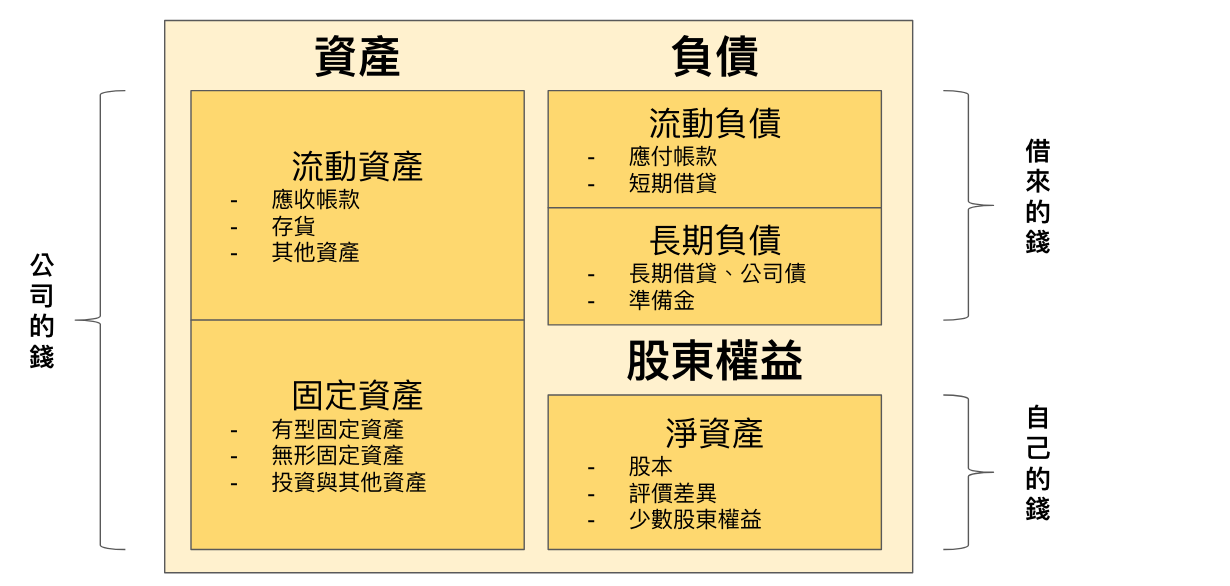 公司的錢
資產
流動資產
- 應收帳款
- 存貨
- 其他資產
固定資產
- 有型固定資產
- 無形固定資產
- 投資與其他資產
負債
流動負債
- 應付帳款
- 短期借貸
長期負債
- 長期借貸、公司債
- 準備金
股東權益
淨資產
- 股本
- 評價差異
- 少數股東權益
借來的錢
自己的錢